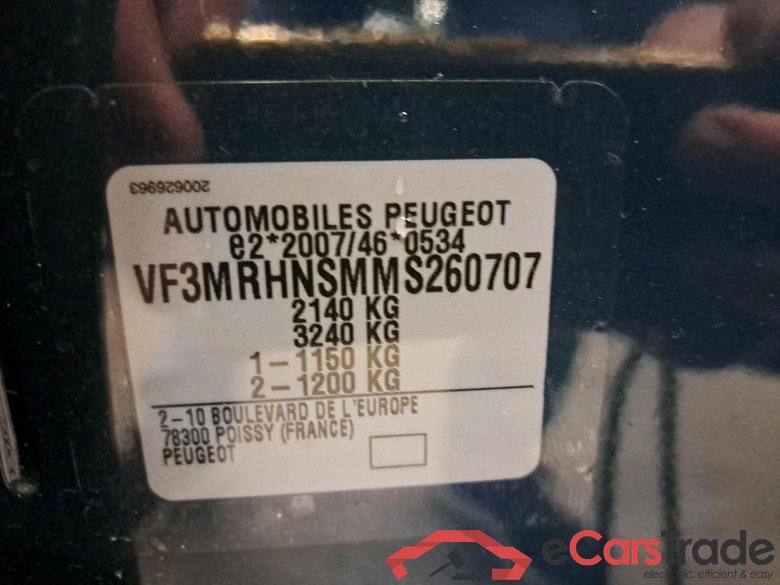 200626963
AUTOMOBILES PEUGEOT
e2*2007/46*0534
VF3MRHNSMMS260707
2140 KG
3240 KG
1-1150 KG
2-1200 KG
2-10 BOULEVARD DE L'EUROPE
78300 POISSY (FRANCE)
PEUGEOT
eCarsTrade
electronic, efficient & easy